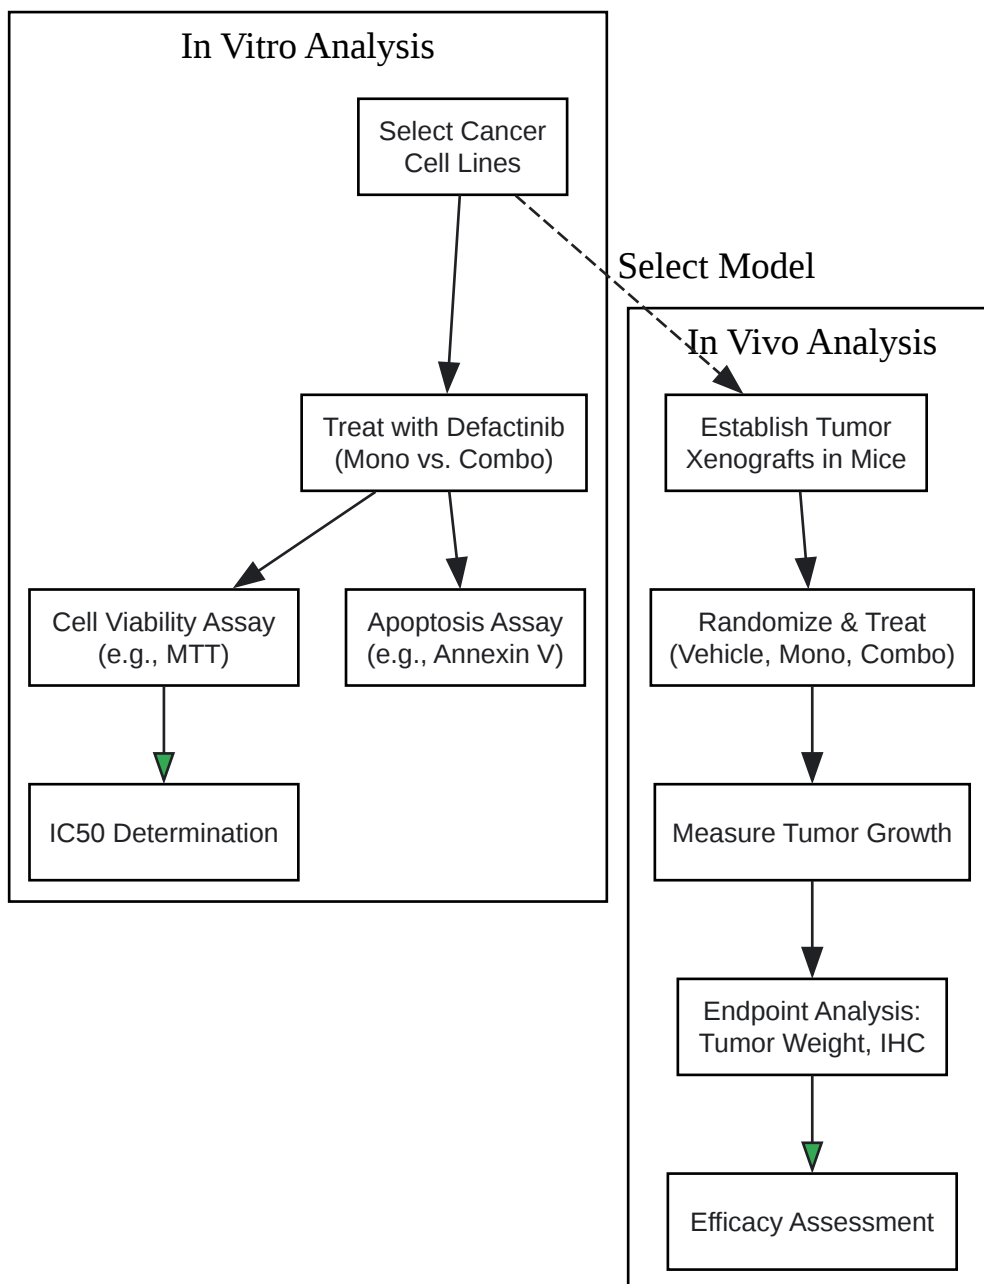 In Vitro Analysis
Select Cancer
Cell Lines
Select Model
In Vivo Analysis
Treat with Defactinib
(Mono vs. Combo)
Establish Tumor
Xenografts in Mice
Cell Viability Assay
(e.g., MTT)
Apoptosis Assay
(e.g., Annexin V)
Randomize & Treat
(Vehicle, Mono, Combo)
IC50 Determination
Measure Tumor Growth
Endpoint Analysis:
Tumor Weight, IHC
Efficacy Assessment